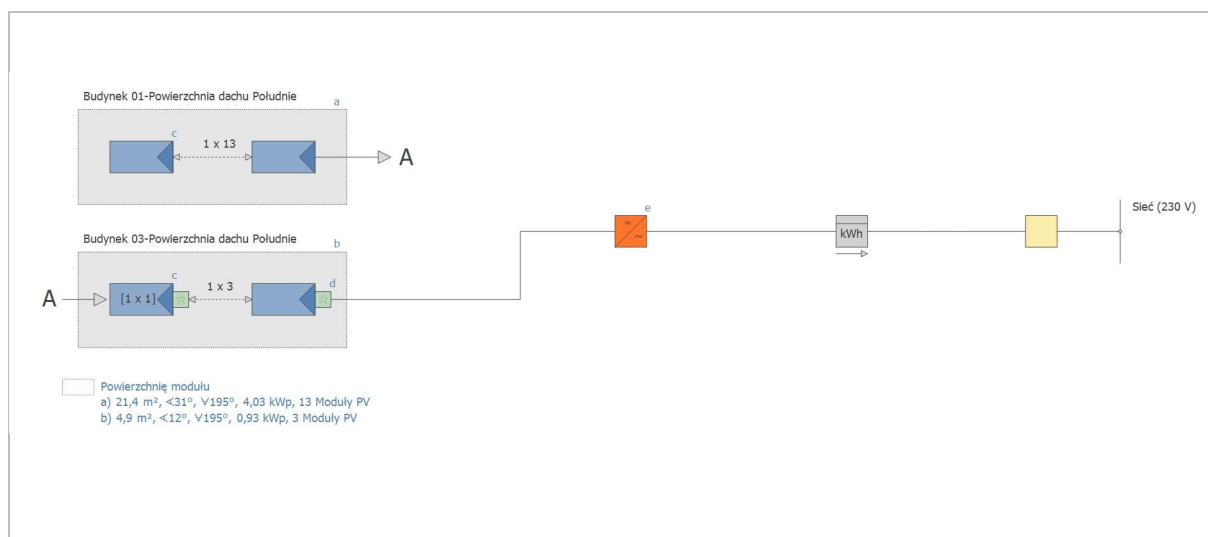 Budynek 01-Powierzchnia dachu Południe
a
c
1 x 13
A
Budynek 03-Powierzchnia dachu Południe
b
A
[1 x 1]
c
1 x 3
d
=
~
e
kWh
Sieć (230 V)
Powierzchnię modułu
a) 21,4 m², ∢31°, ∀195°, 4,03 kWp, 13 Moduły PV
b) 4,9 m², ∢12°, ∀195°, 0,93 kWp, 3 Moduły PV